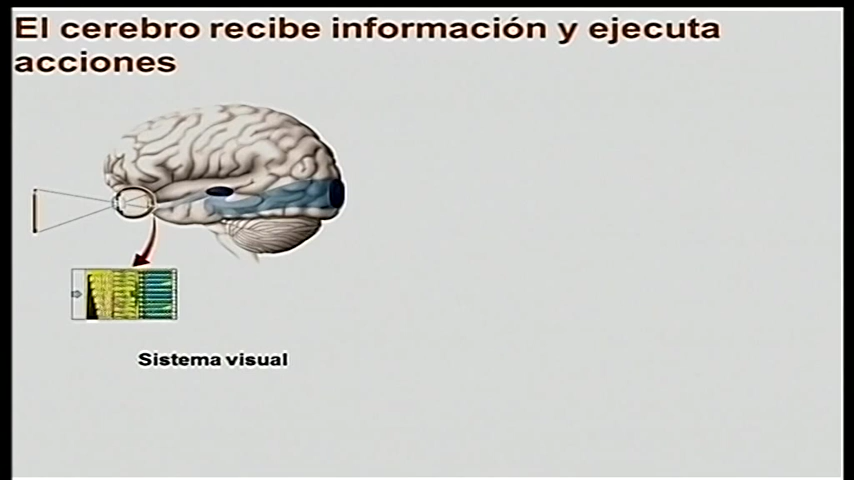 El cerebro recibe información y ejecuta
acciones
Sistema visual